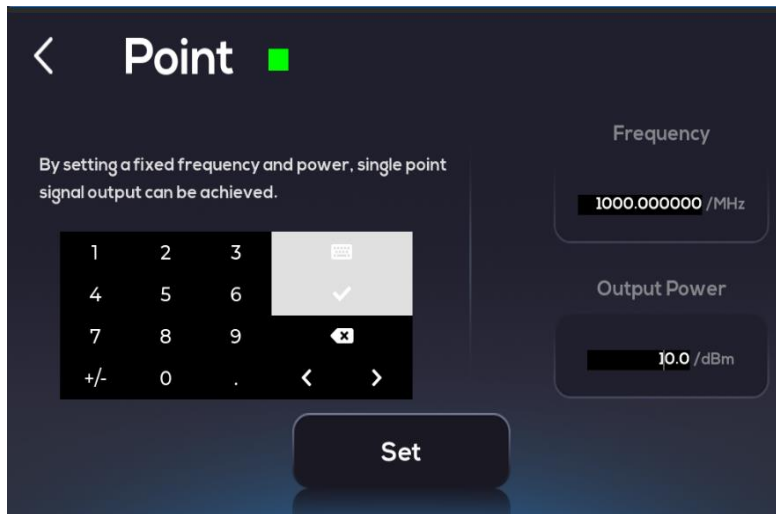 Point
By setting a fixed frequency and power, single point
signal output can be achieved.
1 2 3
4 5 6
7 8 9
+/- 0 .
Frequency
1000.000000 /MHz
Output Power
10.0 /dBm
Set